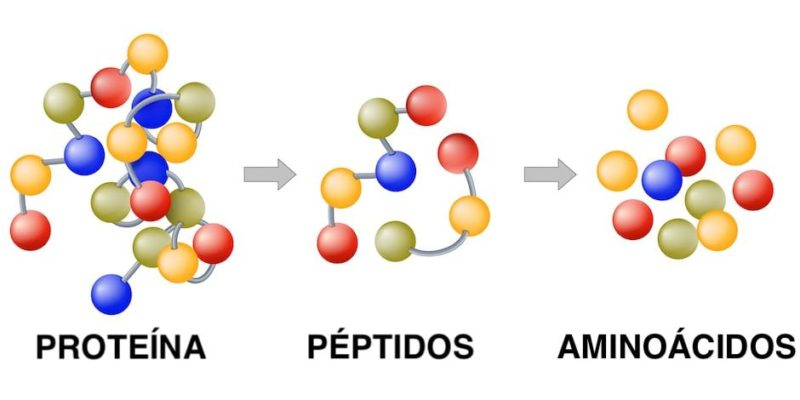 PROTEÍNA PÉPTIDOS AMINOÁCIDOS